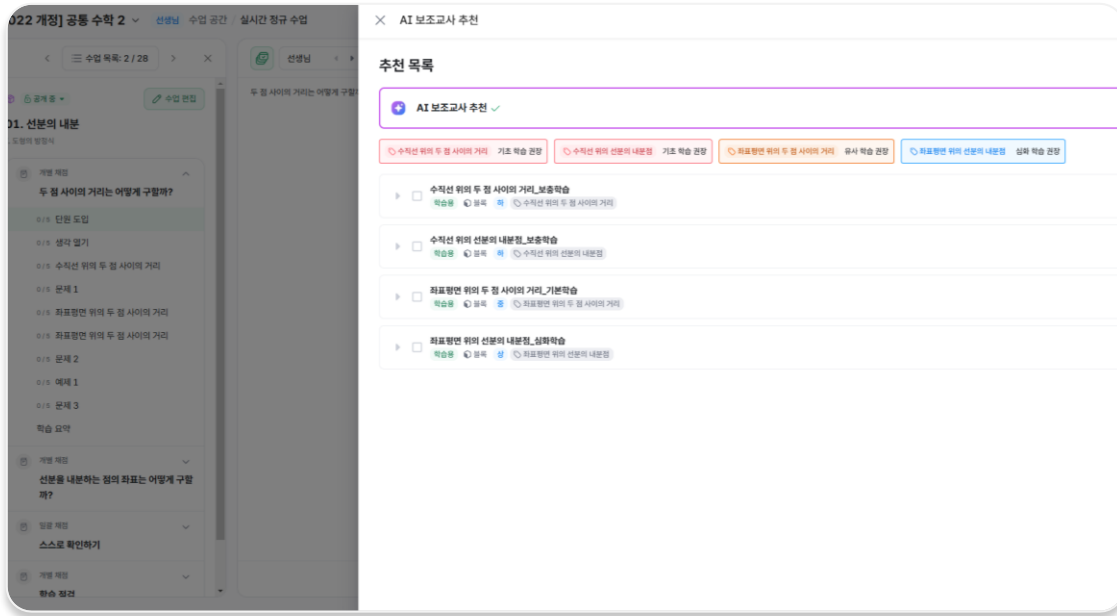 022 개정] 공통 수학 2 선생님 수업 공간 / 실시간 정규 수업
수업 목록: 2 / 28
공개 중
수업 편집
01. 선분의 내분
도형의 방정식
개별 채점
두 점 사이의 거리는 어떻게 구할까?
0/5 단원 도입
0/5 생각 열기
0/5 수직선 위의 두 점 사이의 거리
0/5 문제 1
0/5 좌표평면 위의 두 점 사이의 거리
0/5 좌표평면 위의 두 점 사이의 거리
0/5 문제 2
0/5 예제 1
0/5 문제 3
학습 요약
개별 채점
선분을 내분하는 점의 좌표는 어떻게 구할
까?
일괄 채점
스스로 확인하기
개별 채점
학습 점검
선생님
두 점 사이의 거리는 어떻게 구할까
AI 보조교사 추천
추천 목록
AI 보조교사 추천
수직선 위의 두 점 사이의 거리 기초 학습 권장
수직선 위의 선분의 내분점 기초 학습 권장
좌표평면 위의 두 점 사이의 거리 유사 학습 권장
좌표평면 위의 선분의 내분점 심화 학습 권장
수직선 위의 두 점 사이의 거리_보충학습
학습용 블록 하 수직선 위의 두 점 사이의 거리
수직선 위의 선분의 내분점_보충학습
학습용 블록 하 수직선 위의 선분의 내분점
좌표평면 위의 두 점 사이의 거리_기본학습
학습용 블록 중 좌표평면 위의 두 점 사이의 거리
좌표평면 위의 선분의 내분점_심화학습
학습용 블록 상 좌표평면 위의 선분의 내분점